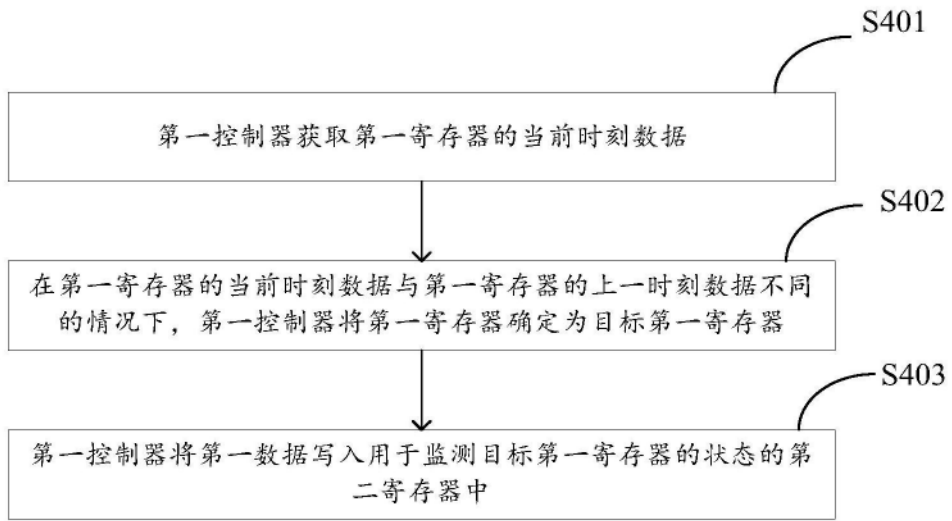 S401
第一控制器获取第一寄存器的当前时刻数据
S402
在第一寄存器的当前时刻数据与第一寄存器的上一时刻数据不同
的情况下，第一控制器将第一寄存器确定为目标第一寄存器
S403
第一控制器将第一数据写入用于监测目标第一寄存器的状态的第
二寄存器中